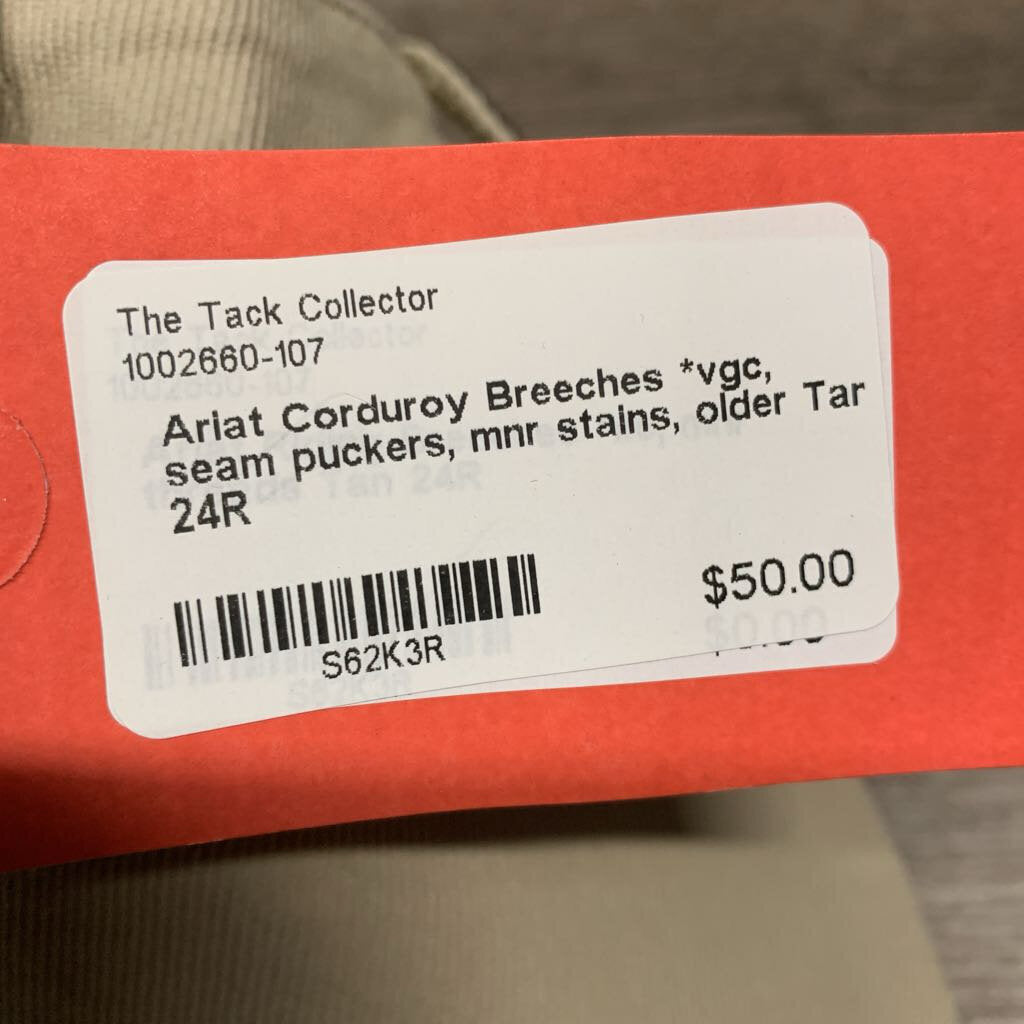 The Tack Collector
1002660-107
Ariat Corduroy Breeches *vgc,
seam puckers, mnr stains, older Tar
24R
S62K3R
$50.00